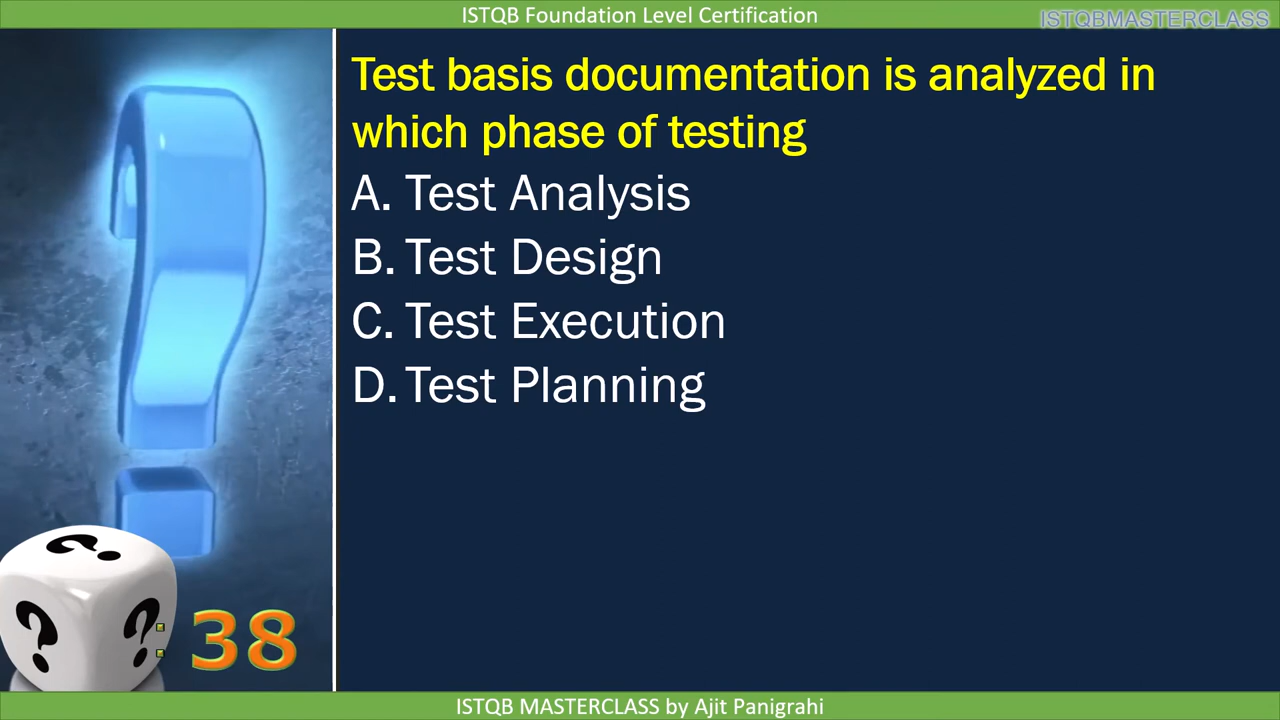 ISTQB Foundation Level Certification
ISTQBMASTERCLASS
Test basis documentation is analyzed in
which phase of testing
A. Test Analysis
B. Test Design
C. Test Execution
D. Test Planning
? ? ?
: 38
ISTQB MASTERCLASS by Ajit Panigrahi